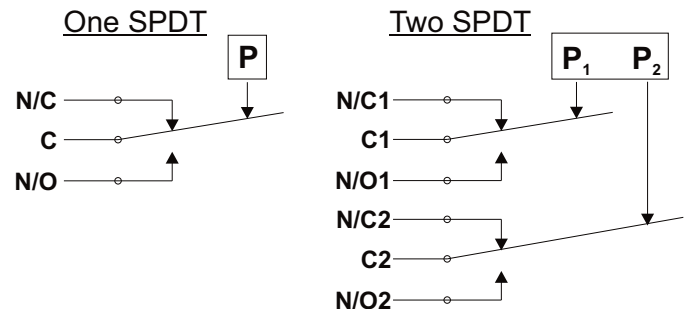 One SPDT
P
N/C
C
N/O
Two SPDT
P1 P2
N/C1
C1
N/O1
N/C2
C2
N/O2